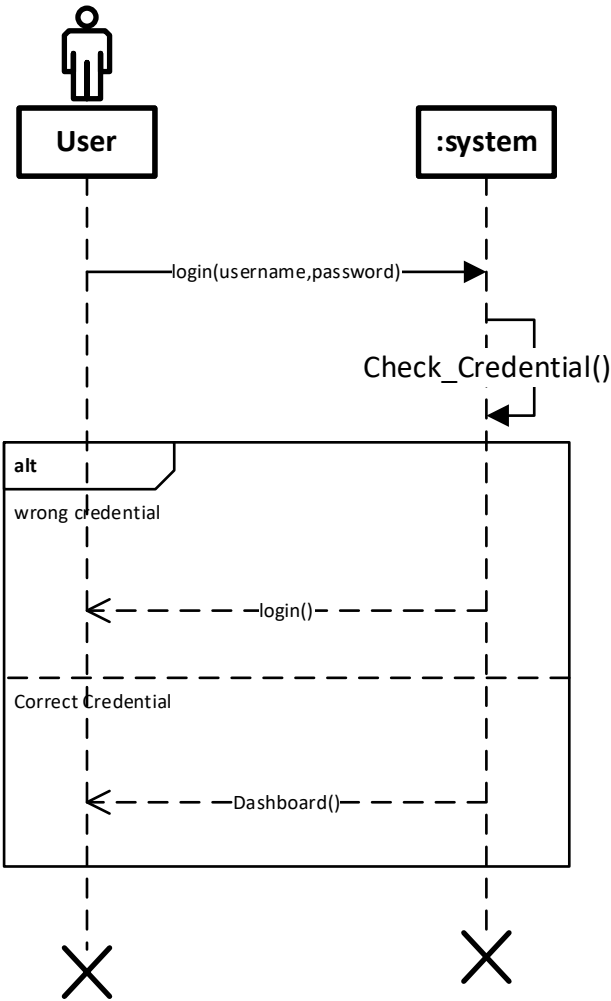 User
:system
login(username,password)
Check_Credential()
alt
wrong credential
login()
Correct Credential
Dashboard()